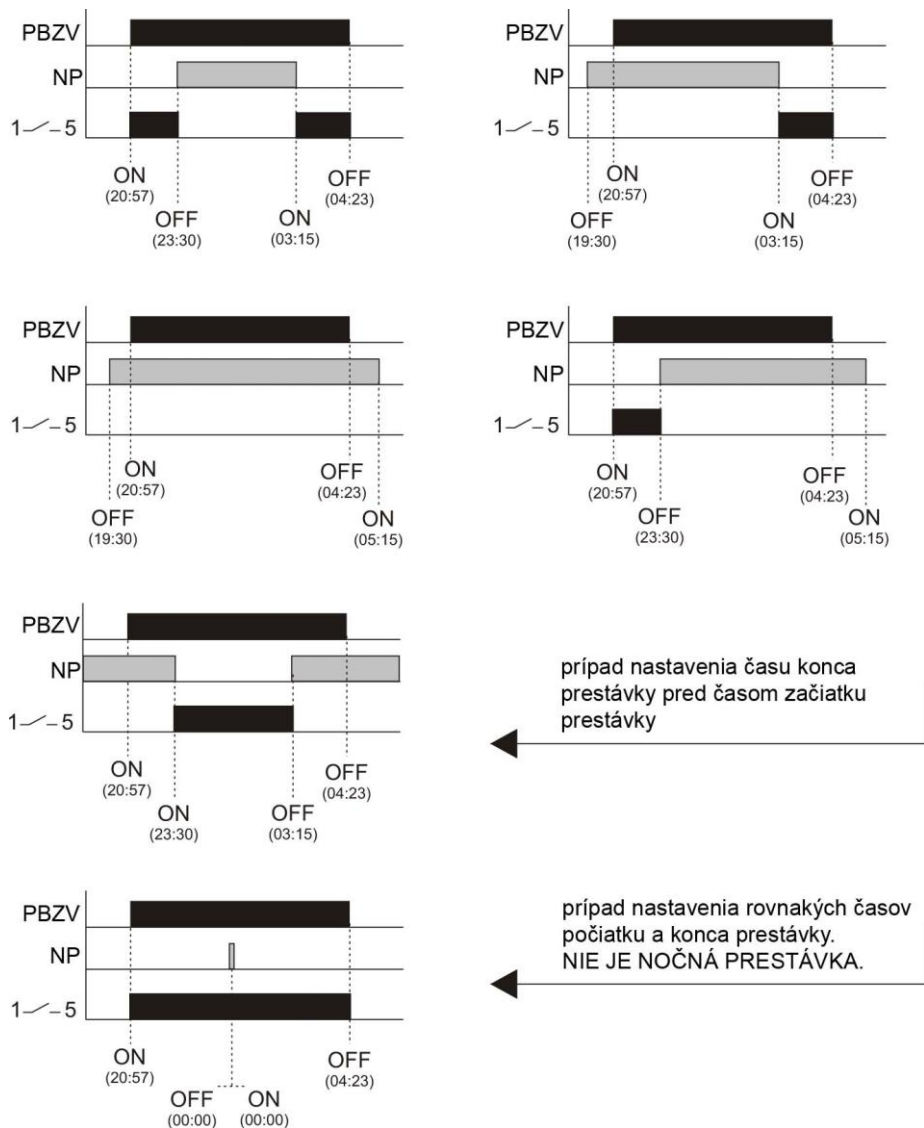 PBZV
NP
1 5
ON
(20:57)
OFF
(23:30)
ON
(03:15)
OFF
(04:23)
PBZV
NP
1 5
OFF
(19:30)
ON
(20:57)
ON
(03:15)
OFF
(04:23)
PBZV
NP
1 5
OFF
(19:30)
ON
(20:57)
OFF
(04:23)
ON
(05:15)
PBZV
NP
1 5
ON
(20:57)
OFF
(23:30)
OFF
(04:23)
ON
(05:15)
PBZV
NP
1 5
ON
(20:57)
ON
(23:30)
OFF
(03:15)
OFF
(04:23)
prípad nastavenia času konca
prestávky pred časom začiatku
prestávky
PBZV
NP
1 5
ON
(20:57)
OFF
(00:00)
ON
(00:00)
OFF
(04:23)
prípad nastavenia rovnakých časov
počiatku a konca prestávky.
NIE JE NOČNÁ PRESTÁVKA.